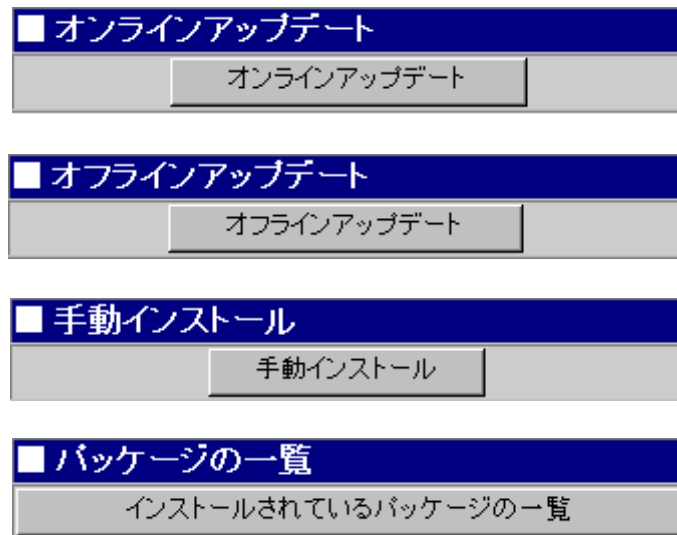 ■ オンラインアップデート
オンラインアップデート
■ オフラインアップデート
オフラインアップデート
■ 手動インストール
手動インストール
■ パッケージの一覧
インストールされているパッケージの一覧